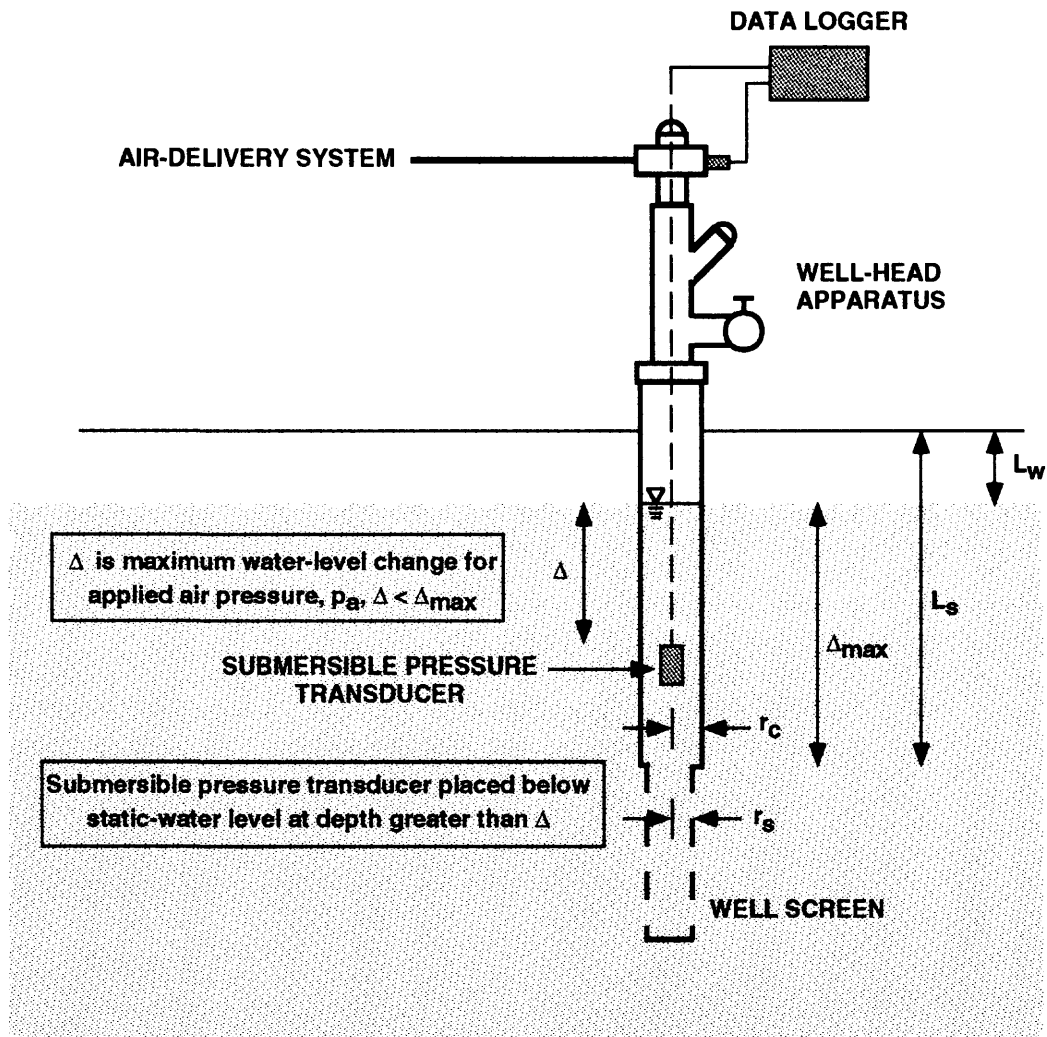 DATA LOGGER
AIR-DELIVERY SYSTEM
WELL-HEAD
APPARATUS
L_w
Δ is maximum water-level change for
applied air pressure, p_a, Δ < Δ_max
Δ
L_s
Δ_max
SUBMERSIBLE PRESSURE
TRANSDUCER
r_c
Submersible pressure transducer placed below
static-water level at depth greater than Δ
r_s
WELL SCREEN